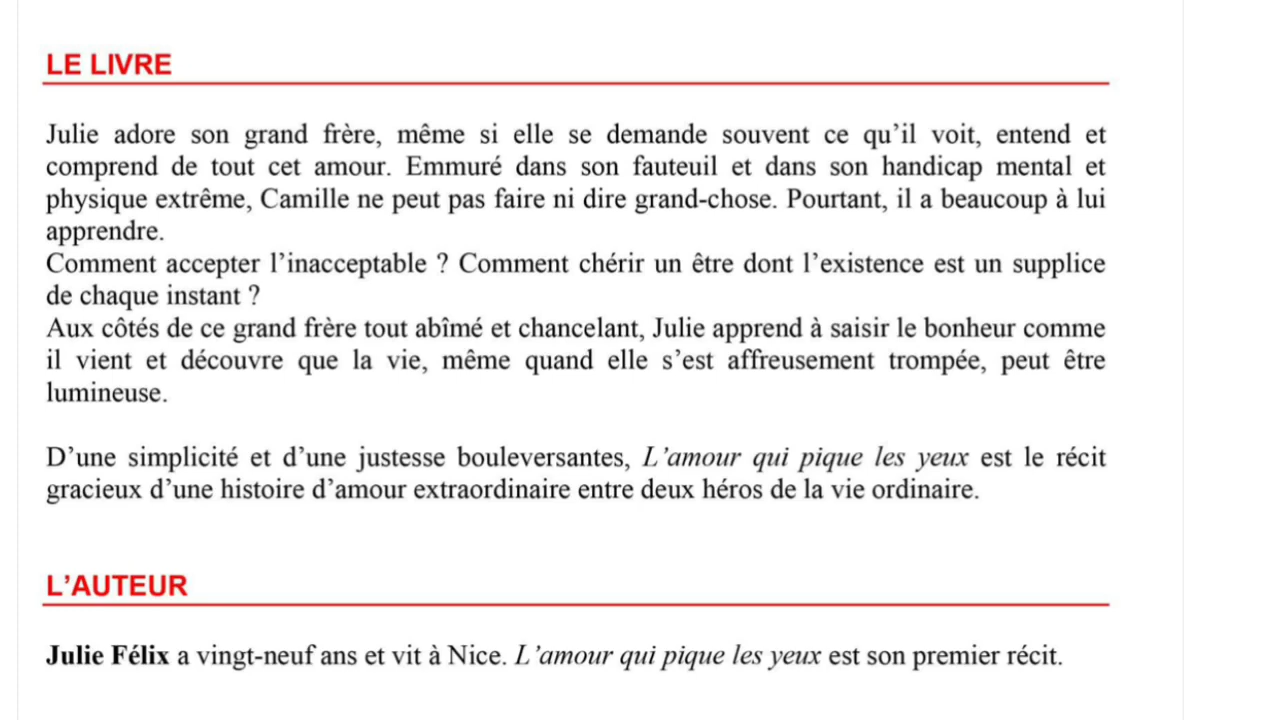 LE LIVRE
Julie adore son grand frère, même si elle se demande souvent ce qu’il voit, entend et
comprend de tout cet amour. Emmuré dans son fauteuil et dans son handicap mental et
physique extrême, Camille ne peut pas faire ni dire grand-chose. Pourtant, il a beaucoup à lui
apprendre.
Comment accepter l’inacceptable ? Comment chérir un être dont l’existence est un supplice
de chaque instant ?
Aux côtés de ce grand frère tout abîmé et chancelant, Julie apprend à saisir le bonheur comme
il vient et découvre que la vie, même quand elle s’est affreusement trompée, peut être
lumineuse.
D’une simplicité et d’une justesse bouleversantes, L’amour qui pique les yeux est le récit
gracieux d’une histoire d’amour extraordinaire entre deux héros de la vie ordinaire.
L’AUTEUR
Julie Félix a vingt-neuf ans et vit à Nice. L’amour qui pique les yeux est son premier récit.